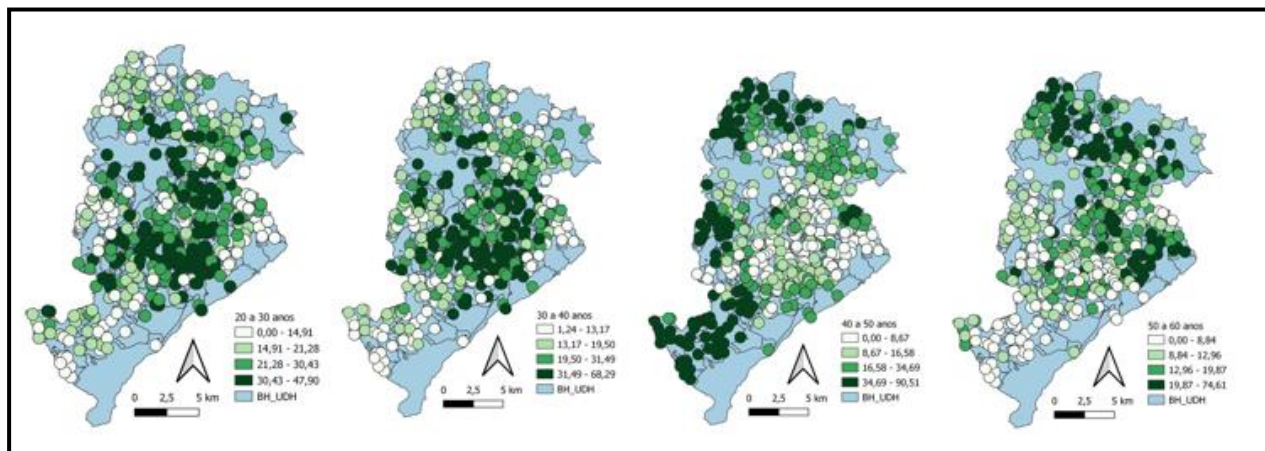 20 a 30 anos
0,00 - 14,91
14,91 - 21,28
21,28 - 30,43
30,43 - 47,90
BH_UDH
0 2,5 5 km
30 a 40 anos
1,24 - 13,17
13,17 - 19,50
19,50 - 31,49
31,49 - 68,29
BH_UDH
0 2,5 5 km
40 a 50 anos
0,00 - 8,67
8,67 - 16,58
16,58 - 34,69
34,69 - 90,51
BH_UDH
0 2,5 5 km
50 a 60 anos
0,00 - 8,84
8,84 - 12,96
12,96 - 19,87
19,87 - 74,61
BH_UDH
0 2,5 5 km